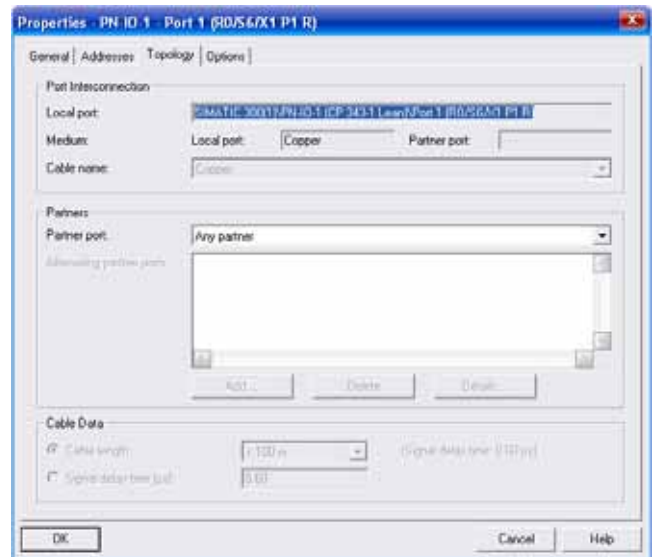 Properties - PN-IO-1 - Port 1 (R0/S6/X1 P1 R)
General Addresses Topology Options
Port Interconnection
Local port: SIMATIC 300(1)\PN-IO-1 (CP 343-1 Lean)\Port 1 (R0/S6/X1 P1 R)
Medium: Local port: Copper Partner port:
Cable name: Copper
Partners
Partner port: Any partner
Alternating partner ports:
Add... Delete Details
Cable Data
Cable length: < 100 m (Signal delay time:
Signal delay time [µs]: 0.60
OK Cancel Help